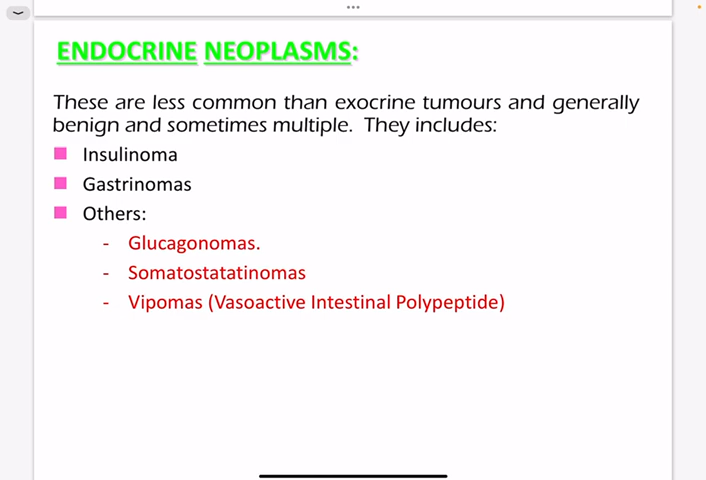 ENDOCRINE NEOPLASMS:
These are less common than exocrine tumours and generally
benign and sometimes multiple. They includes:
Insulinoma
Gastrinomas
Others:
- Glucagonomas.
- Somatostatatinomas
- Vipomas (Vasoactive Intestinal Polypeptide)